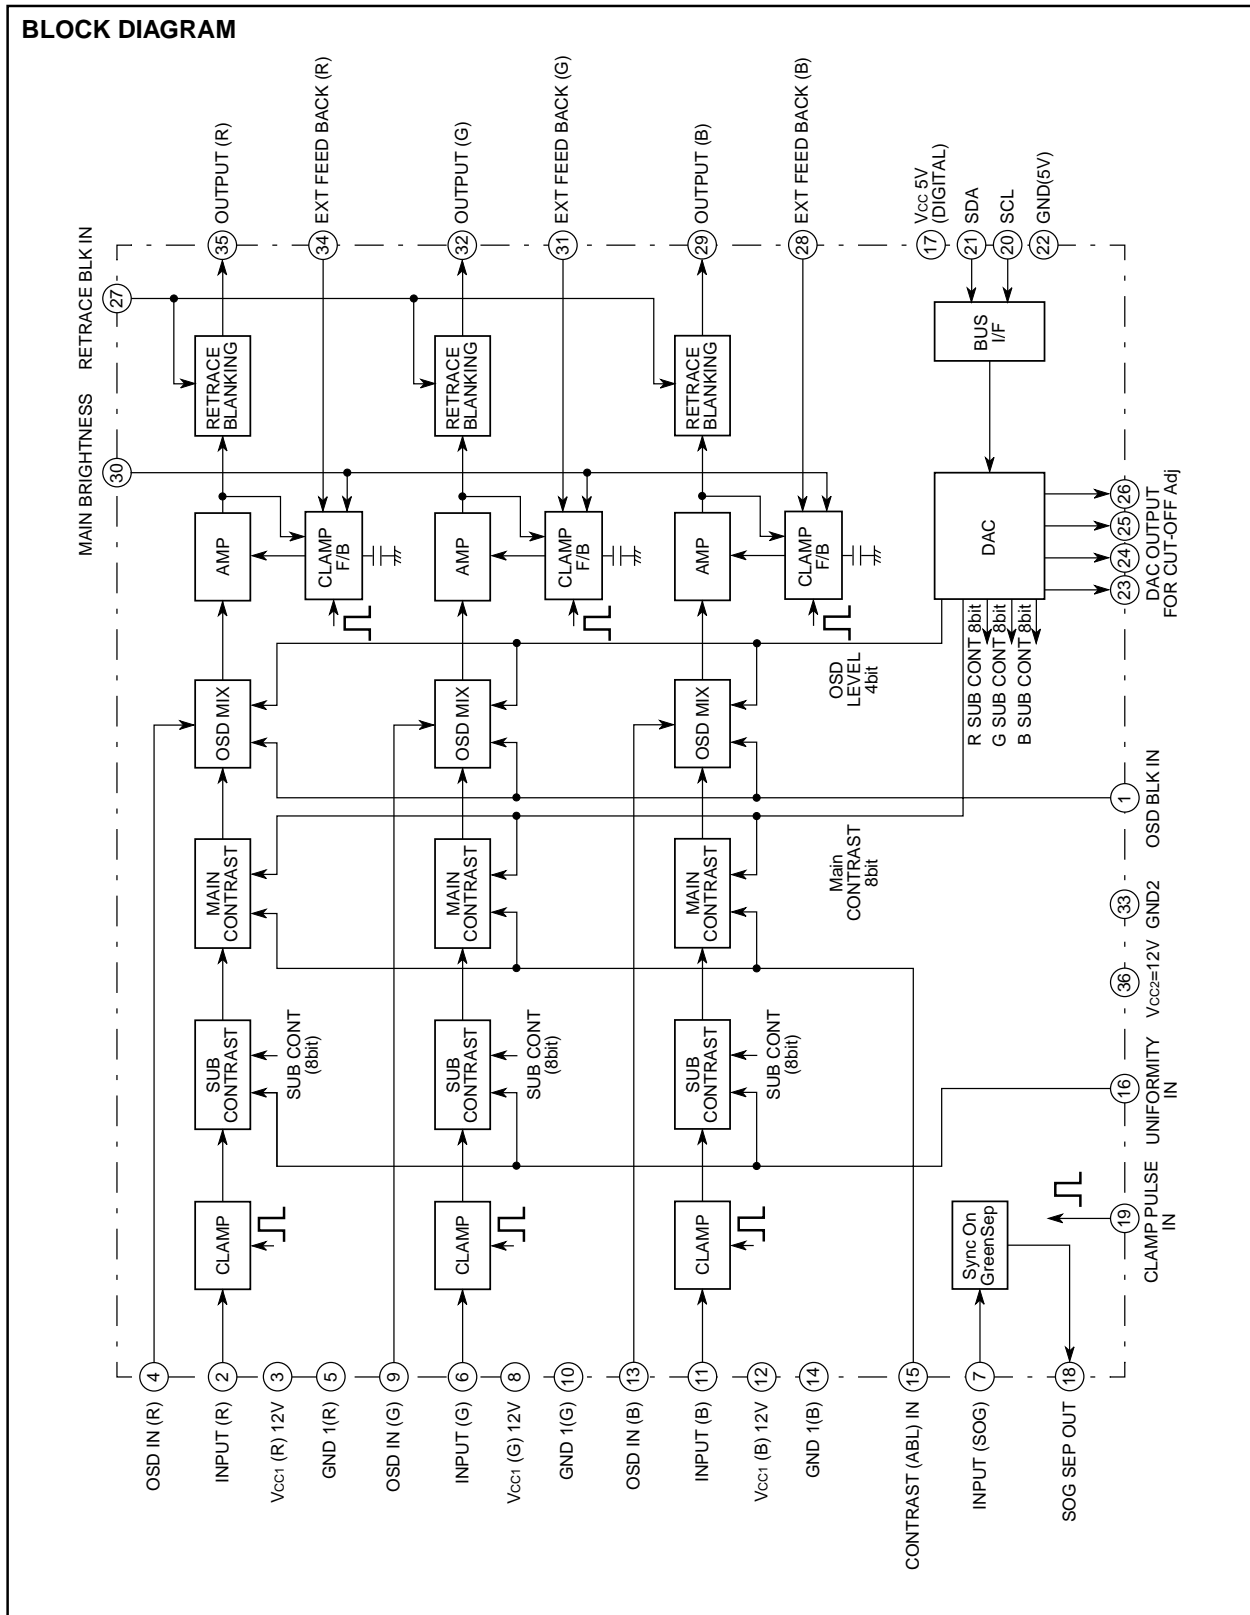 BLOCK DIAGRAM
OSD IN (R)
4
INPUT (R)
2
VCC1 (R) 12V
3
GND 1(R)
5
OSD IN (G)
9
INPUT (G)
6
VCC1 (G) 12V
8
GND 1(G)
10
OSD IN (B)
13
INPUT (B)
11
VCC1 (B) 12V
12
GND 1(B)
14
CONTRAST (ABL) IN
15
INPUT (SOG)
7
SOG SEP OUT
18
CLAMP
SUB
CONTRAST
SUB CONT
(8bit)
MAIN
CONTRAST
OSD MIX
AMP
CLAMP
F/B
RETRACE
BLANKING
35
OUTPUT (R)
34
EXT FEED BACK (R)
CLAMP
SUB
CONTRAST
SUB CONT
(8bit)
MAIN
CONTRAST
OSD MIX
AMP
CLAMP
F/B
RETRACE
BLANKING
32
OUTPUT (G)
31
EXT FEED BACK (G)
CLAMP
SUB
CONTRAST
SUB CONT
(8bit)
MAIN
CONTRAST
OSD MIX
AMP
CLAMP
F/B
RETRACE
BLANKING
29
OUTPUT (B)
28
EXT FEED BACK (B)
MAIN BRIGHTNESS
30
RETRACE BLK IN
27
Main
CONTRAST
8bit
OSD
LEVEL
4bit
Sync On
GreenSep
DAC
BUS
I/F
17
VCC 5V
(DIGITAL)
21
SDA
20
SCL
22
GND(5V)
R SUB CONT 8bit
G SUB CONT 8bit
B SUB CONT 8bit
19
CLAMP PULSE
IN
16
UNIFORMITY
IN
36
VCC2=12V
33
GND2
1
OSD BLK IN
23
24
25
26
DAC OUTPUT
FOR CUT-OFF Adj